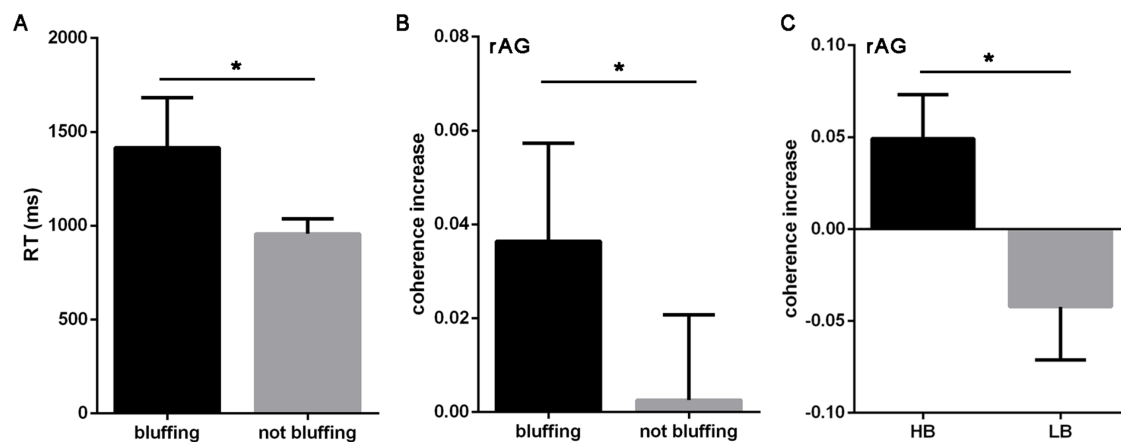 A
RT (ms)
2000
1500
1000
500
0
*
bluffing
not bluffing
B
rAG
coherence increase
0.08
0.06
0.04
0.02
0.00
*
bluffing
not bluffing
C
rAG
coherence increase
0.10
0.05
0.00
-0.05
-0.10
*
HB
LB